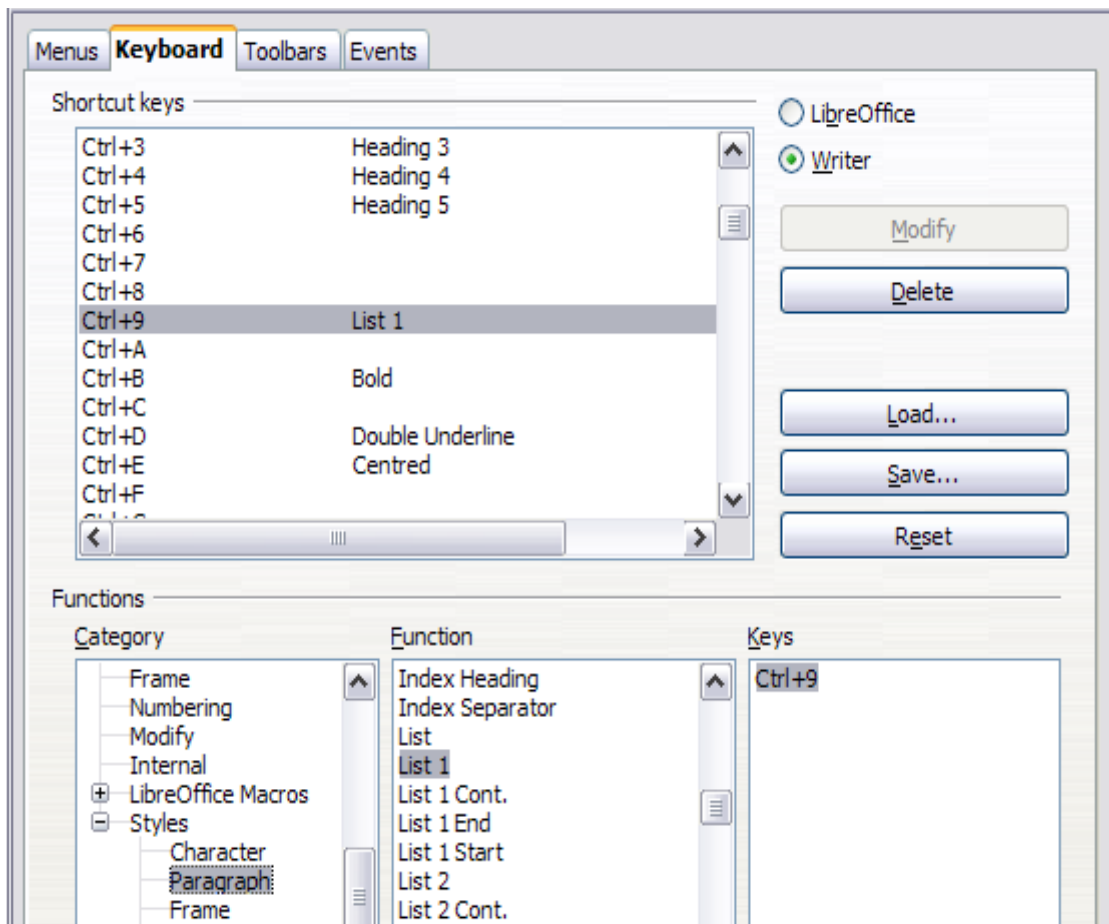 Menus Keyboard Toolbars Events
Shortcut keys
LibreOffice
Writer
Ctrl+3 Heading 3
Ctrl+4 Heading 4
Ctrl+5 Heading 5
Ctrl+6
Ctrl+7
Ctrl+8
Ctrl+9 List 1
Ctrl+A
Ctrl+B Bold
Ctrl+C
Ctrl+D Double Underline
Ctrl+E Centred
Ctrl+F
Modify
Delete
Load...
Save...
Reset
Functions
Category
Frame
Numbering
Modify
Internal
LibreOffice Macros
Styles
Character
Paragraph
Frame
Function
Index Heading
Index Separator
List
List 1
List 1 Cont.
List 1 End
List 1 Start
List 2
List 2 Cont.
Keys
Ctrl+9